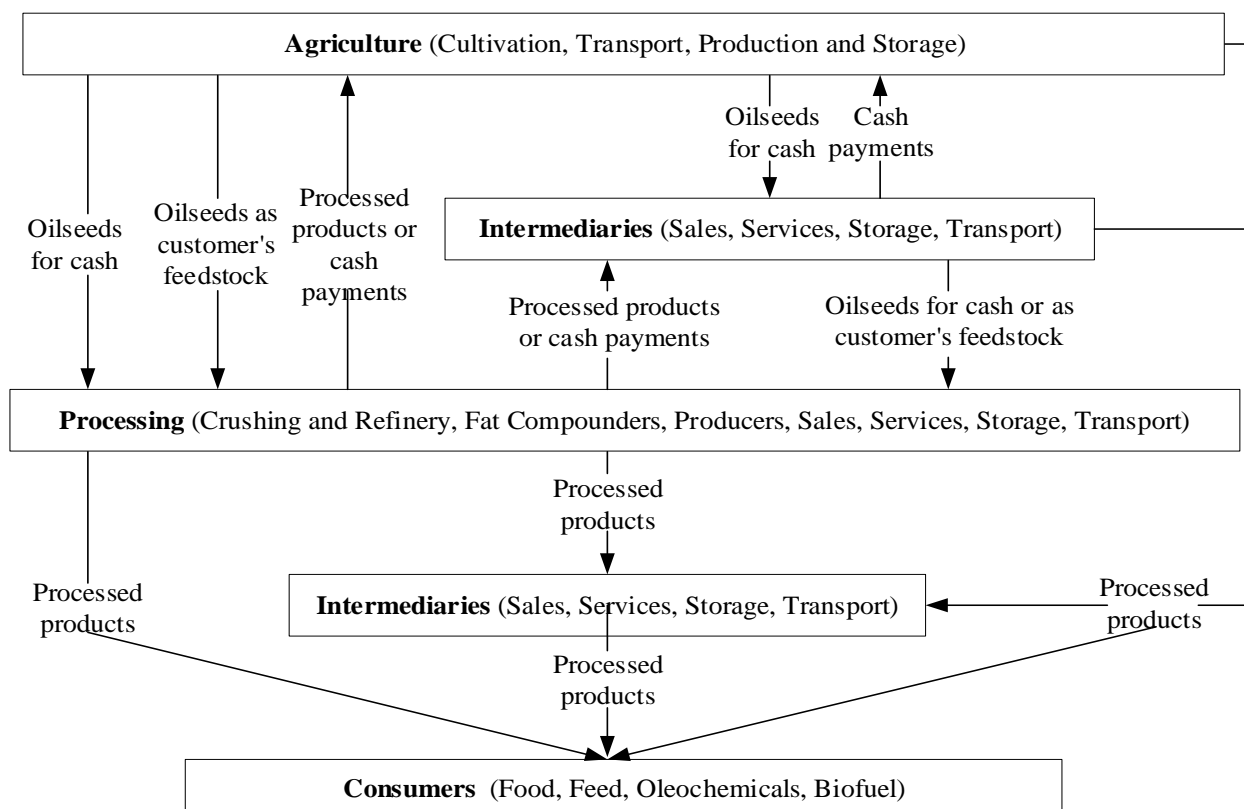 Agriculture (Cultivation, Transport, Production and Storage)
Oilseeds
for cash
Cash
payments
Oilseeds
for cash
Oilseeds as
customer's
feedstock
Processed
products or
cash
payments
Intermediaries (Sales, Services, Storage, Transport)
Processed products
or cash payments
Oilseeds for cash or as
customer's feedstock
Processing (Crushing and Refinery, Fat Compounders, Producers, Sales, Services, Storage, Transport)
Processed
products
Processed
products
Intermediaries (Sales, Services, Storage, Transport)
Processed
products
Processed
products
Consumers (Food, Feed, Oleochemicals, Biofuel)